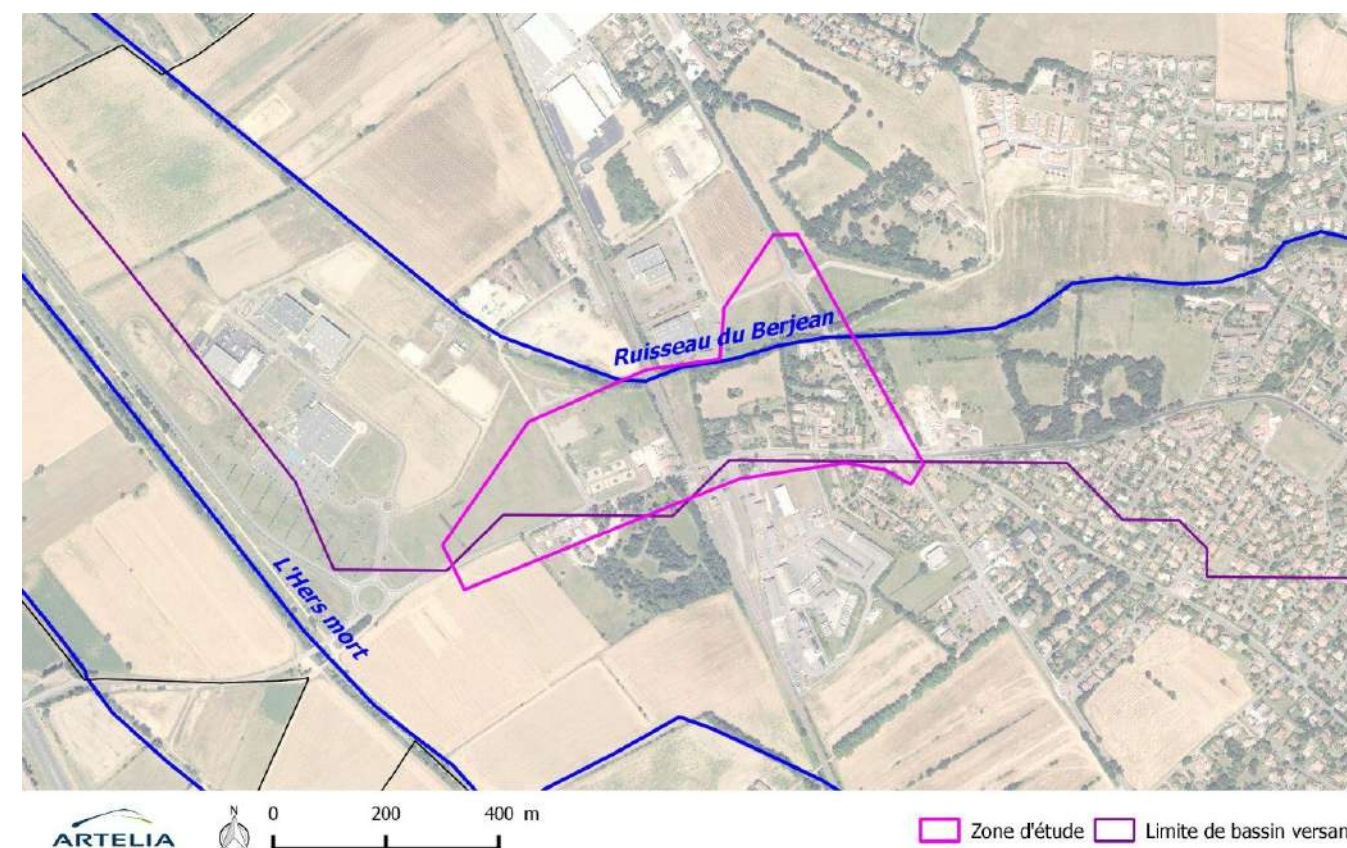 Ruisseau du Berjean
L'Hers mort
ARTELIA
N
0 200 400 m
Zone d'étude
Limite de bassin versan